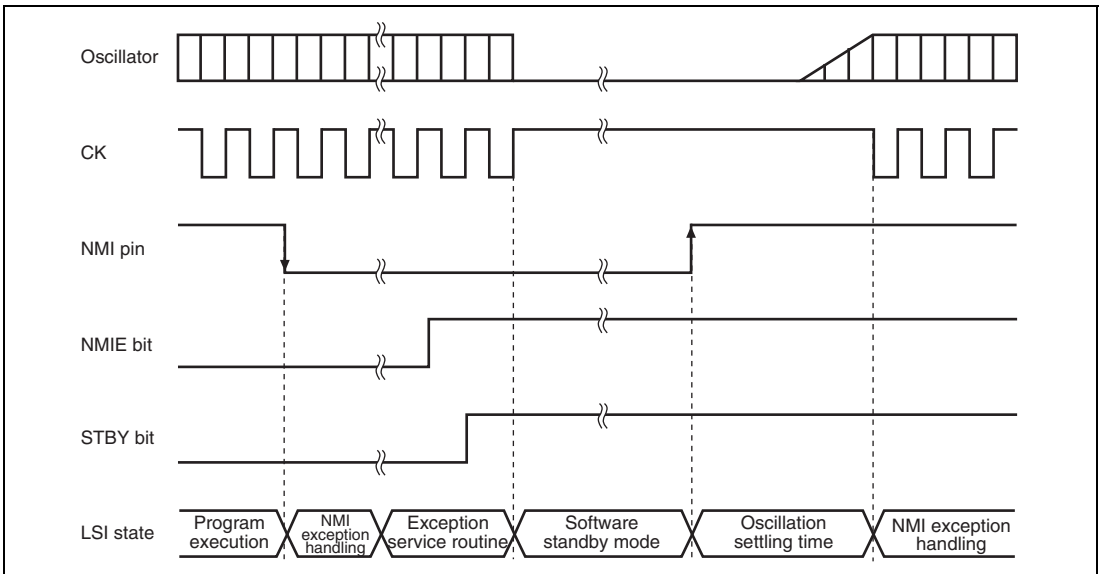 Oscillator
CK
NMI pin
NMIE bit
STBY bit
LSI state
Program
execution
NMI
exception
handling
Exception
service routine
Software
standby mode
Oscillation
settling time
NMI exception
handling